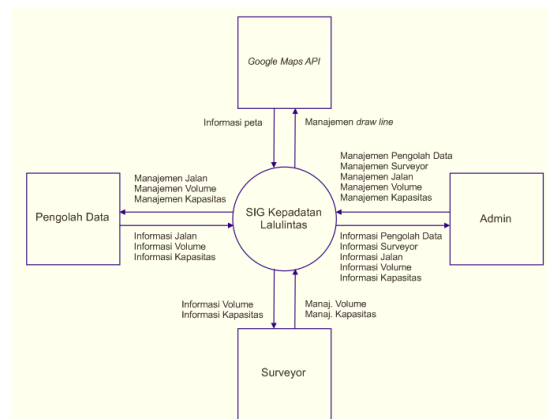 Google Maps API
Informasi peta
Manajemen draw line
Manajemen Pengolah Data
Manajemen Surveyor
Manajemen Jalan
Manajemen Volume
Manajemen Kapasitas
Manajemen Jalan
Manajemen Volume
Manajemen Kapasitas
Pengolah Data
SIG Kepadatan
Lalulintas
Admin
Informasi Jalan
Informasi Volume
Informasi Kapasitas
Informasi Pengolah Data
Informasi Surveyor
Informasi Jalan
Informasi Volume
Informasi Kapasitas
Informasi Volume
Informasi Kapasitas
Manaj. Volume
Manaj. Kapasitas
Surveyor